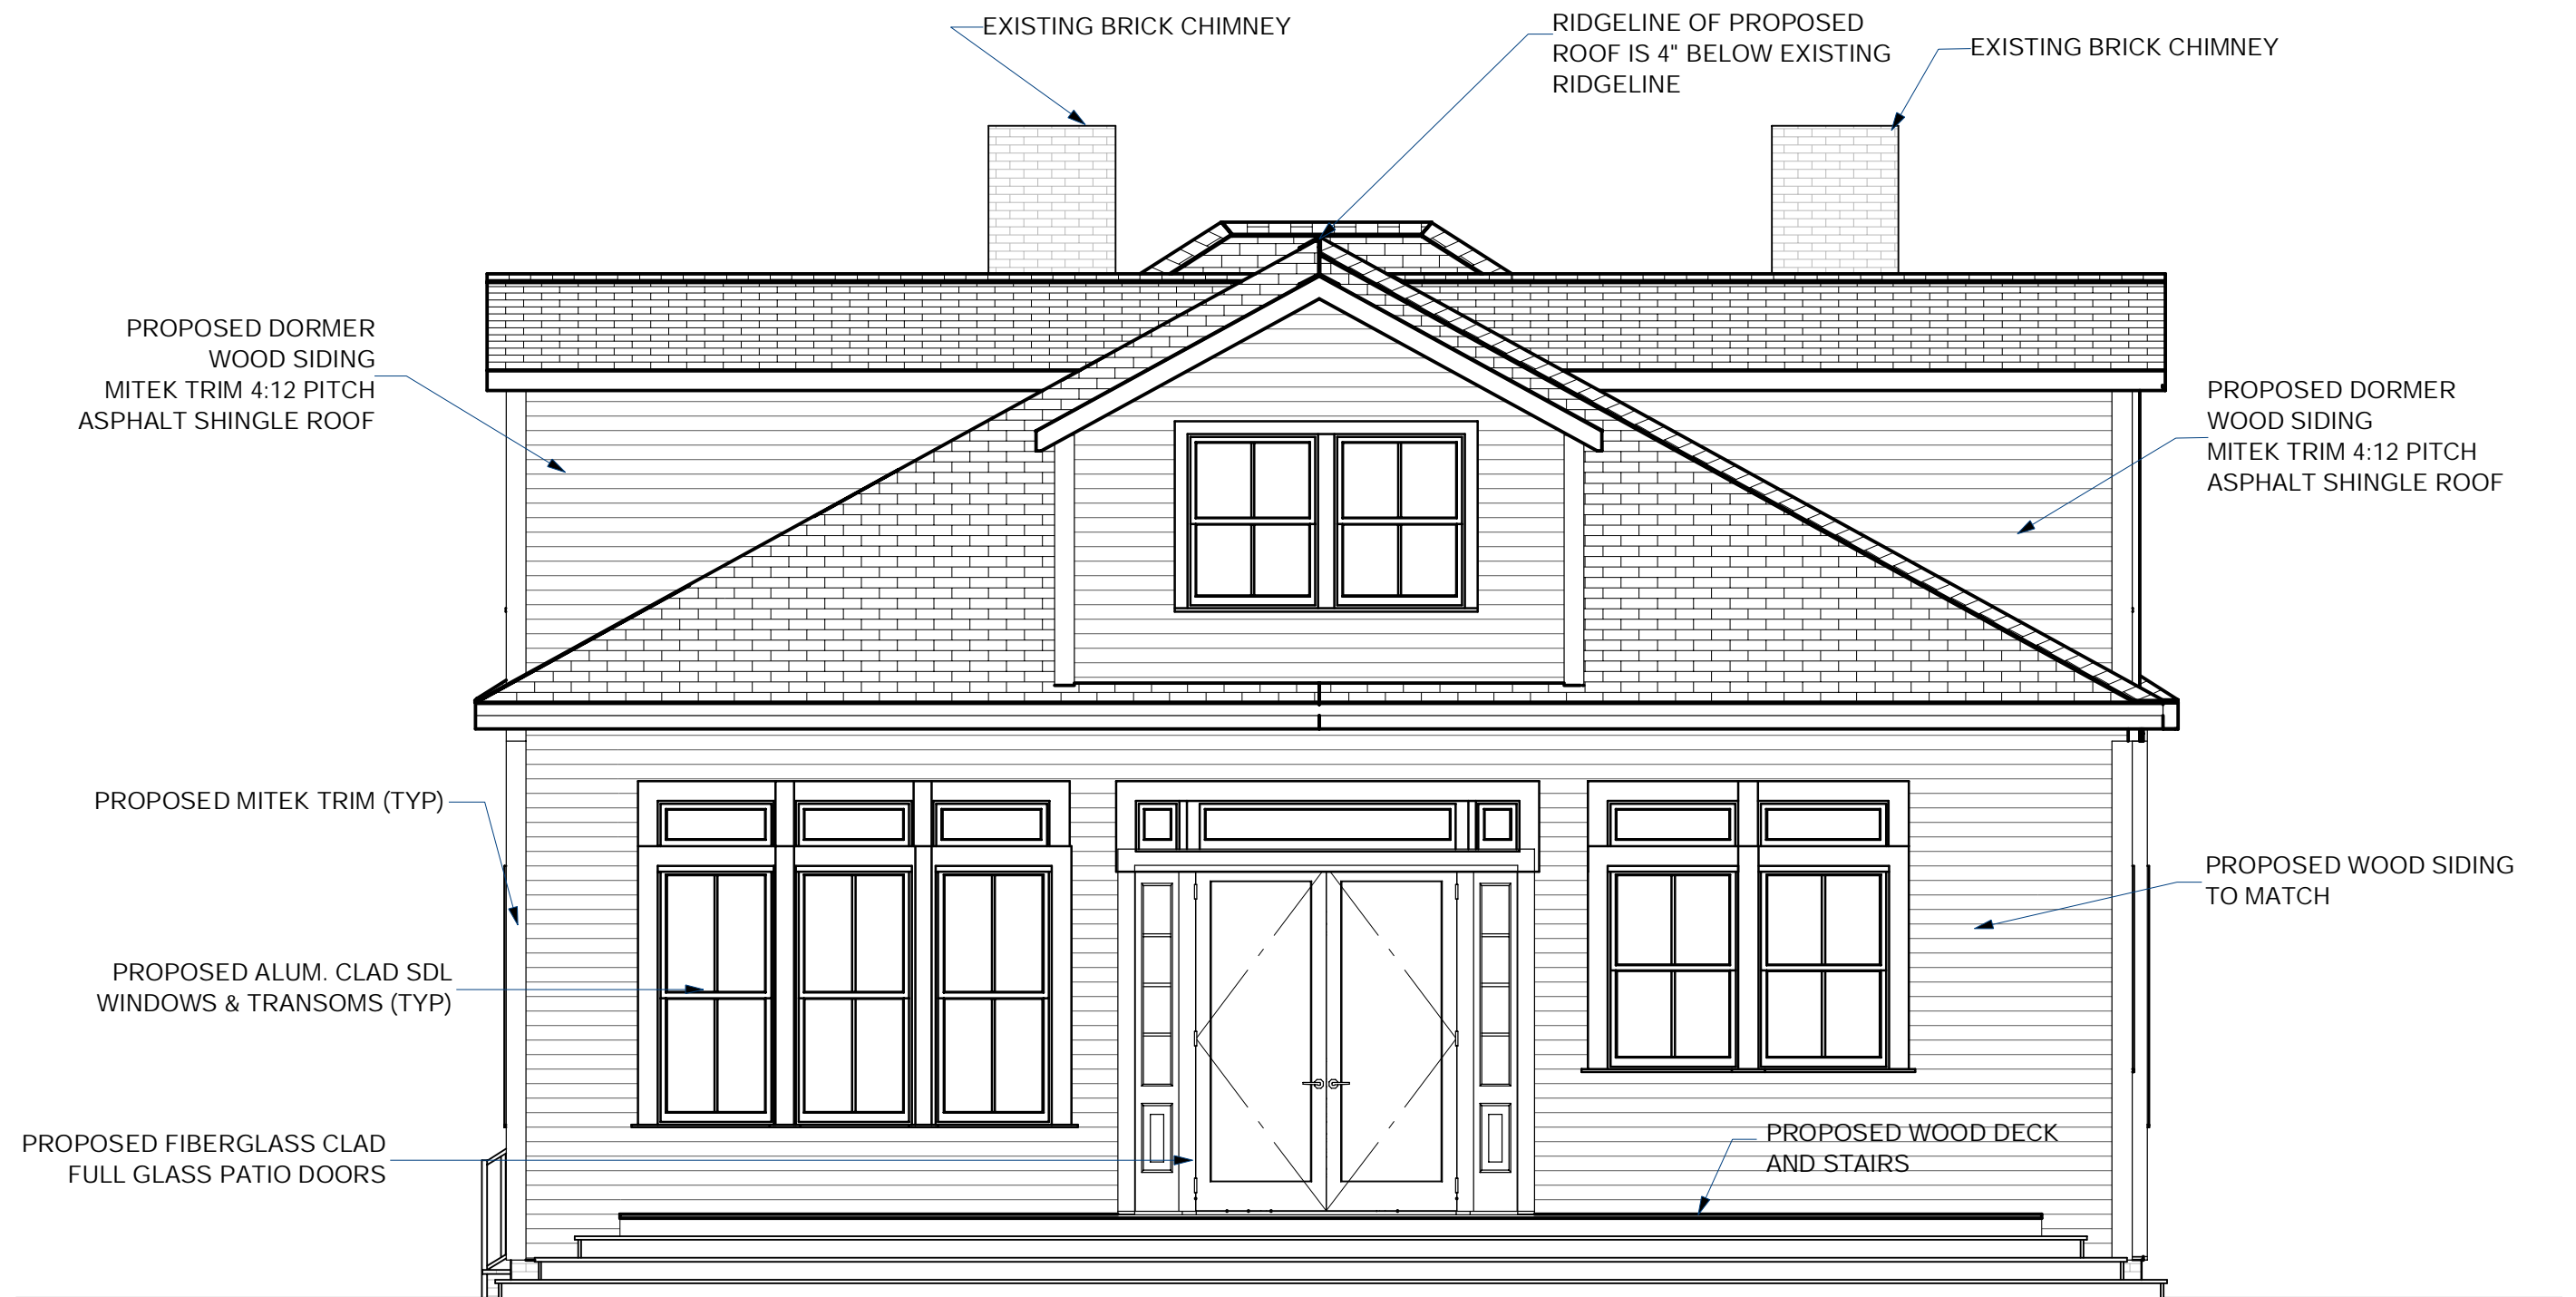 EXISTING BRICK CHIMNEY
RIDGELINE OF PROPOSED
ROOF IS 4" BELOW EXISTING
RIDGELINE
EXISTING BRICK CHIMNEY
PROPOSED DORMER
WOOD SIDING
MITEK TRIM 4:12 PITCH
ASPHALT SHINGLE ROOF
PROPOSED DORMER
WOOD SIDING
MITEK TRIM 4:12 PITCH
ASPHALT SHINGLE ROOF
PROPOSED MITEK TRIM (TYP)
PROPOSED WOOD SIDING
TO MATCH
PROPOSED ALUM. CLAD SDL
WINDOWS & TRANSOMS (TYP)
PROPOSED FIBERGLASS CLAD
FULL GLASS PATIO DOORS
PROPOSED WOOD DECK
AND STAIRS